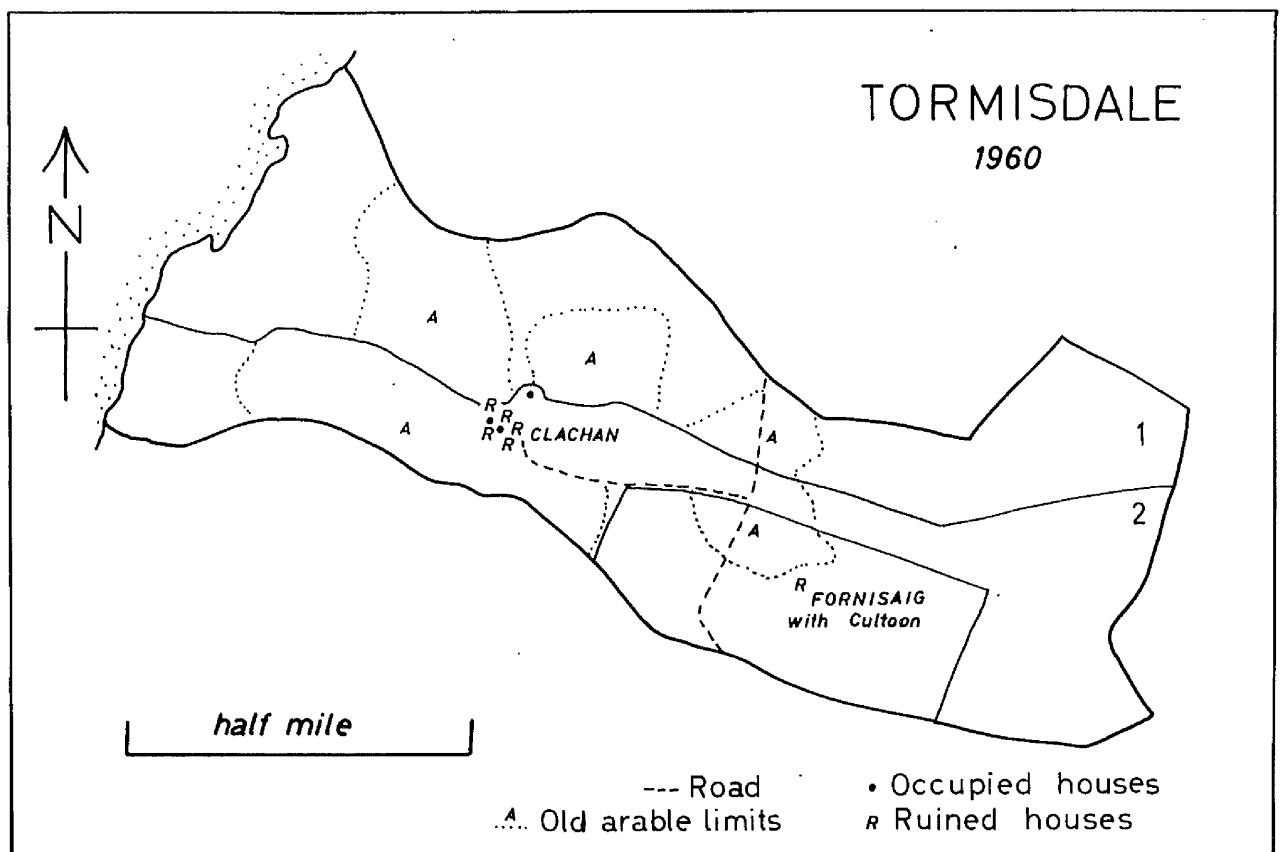 TORMISDALE
1960
N
A
A
R
R
R
R
R
CLACHAN
A
A
1
2
A
R
FORNISAIG
with Cultoon
half mile
--- Road
• Occupied houses
A Old arable limits
R Ruined houses